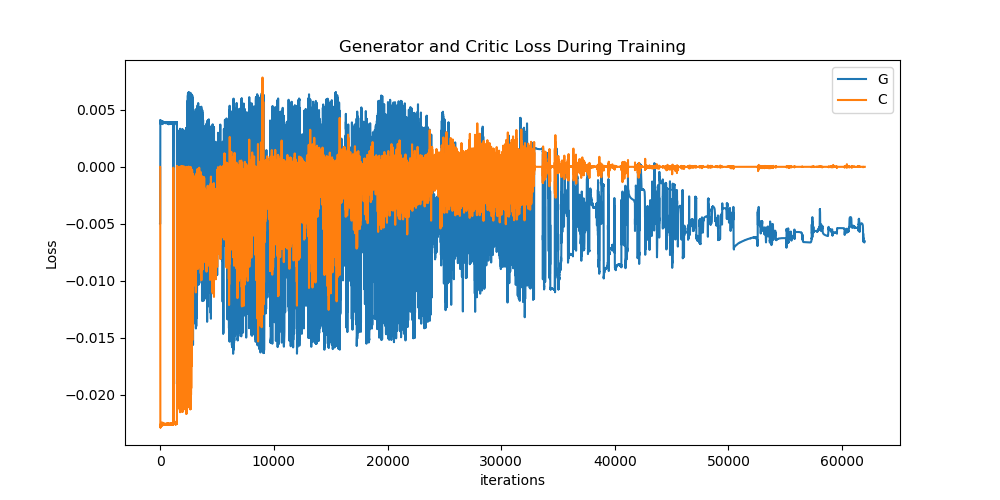 Generator and Critic Loss During Training
G
C
0.005
0.000
−0.005
−0.010
−0.015
−0.020
Loss
0
10000
20000
30000
40000
50000
60000
iterations